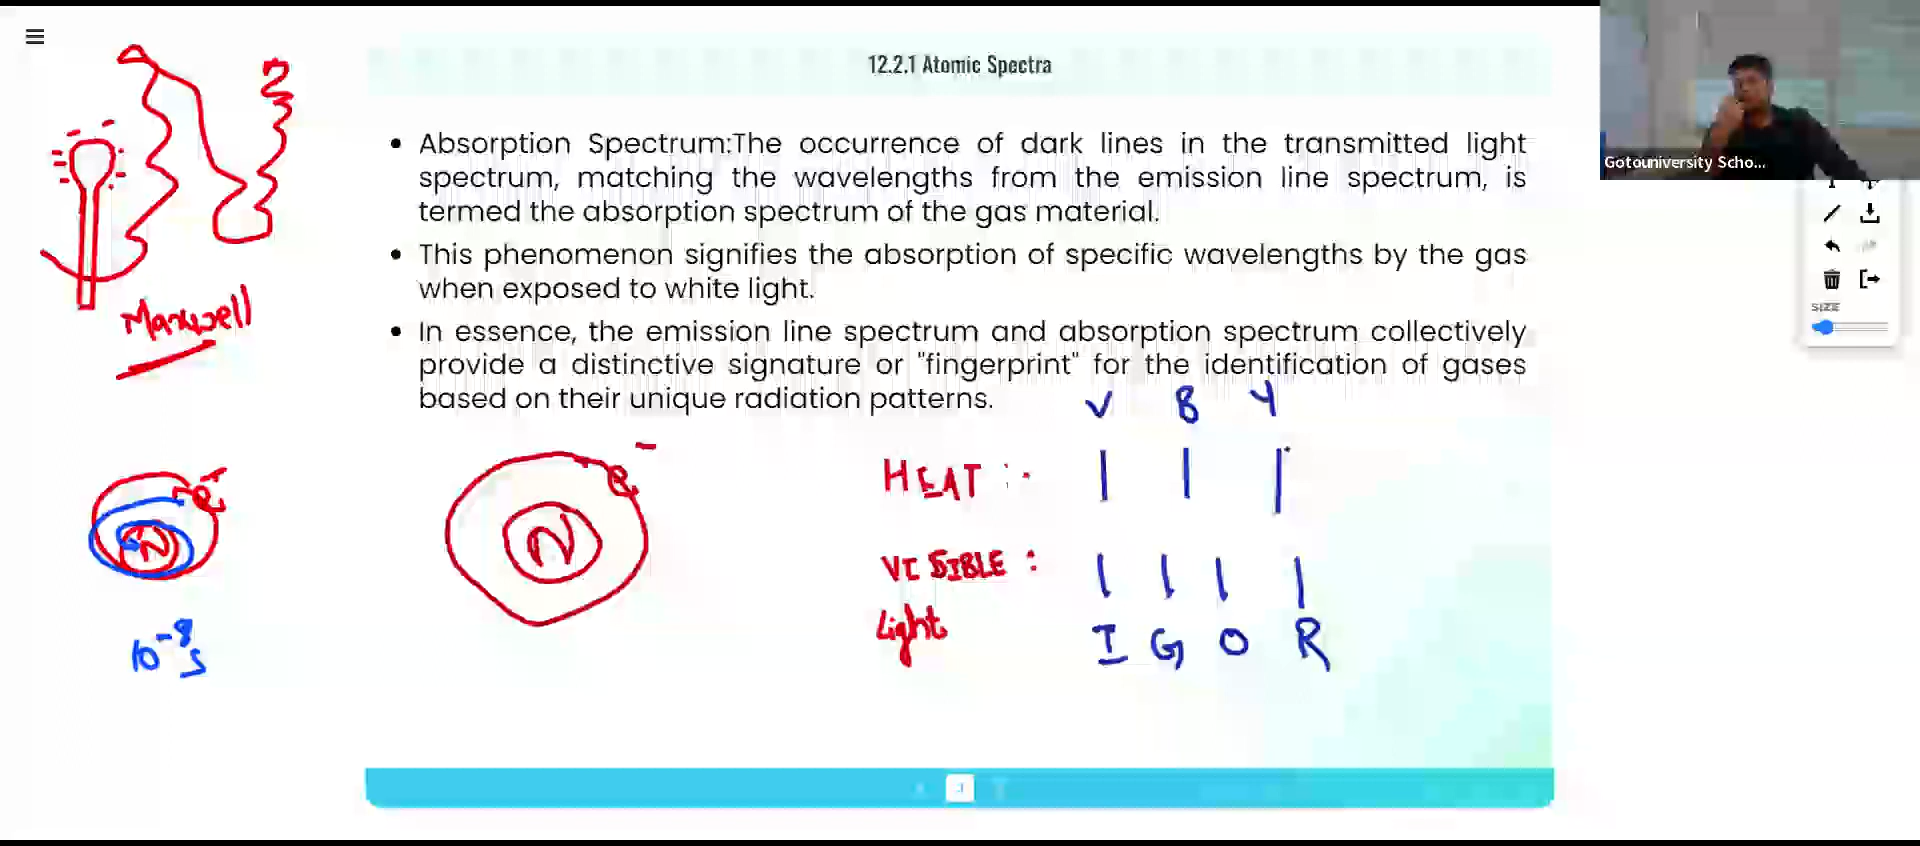 12.2.1 Atomic Spectra
• Absorption Spectrum:The occurrence of dark lines in the transmitted light
spectrum, matching the wavelengths from the emission line spectrum, is
termed the absorption spectrum of the gas material.
• This phenomenon signifies the absorption of specific wavelengths by the gas
when exposed to white light.
• In essence, the emission line spectrum and absorption spectrum collectively
provide a distinctive signature or "fingerprint" for the identification of gases
based on their unique radiation patterns.
Maxwell
e⁻
N
10⁻⁸s
e⁻
N
V B Y
HEAT :
VISIBLE :
Light
I G O R
Gotouniversity Scho...
SIZE